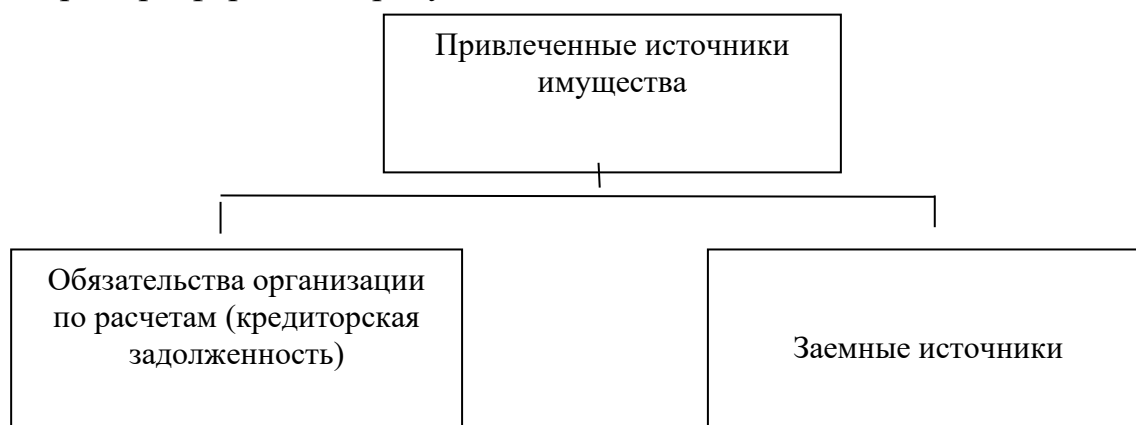 Привлеченные источники
имущества
Обязательства организации
по расчетам (кредиторская
задолженность)
Заемные источники